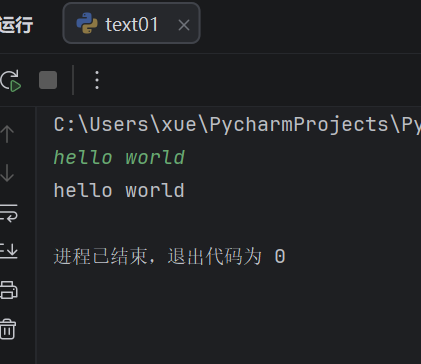 运行
text01
C:\Users\xue\PycharmProjects\Py
hello world
hello world
进程已结束，退出代码为 0